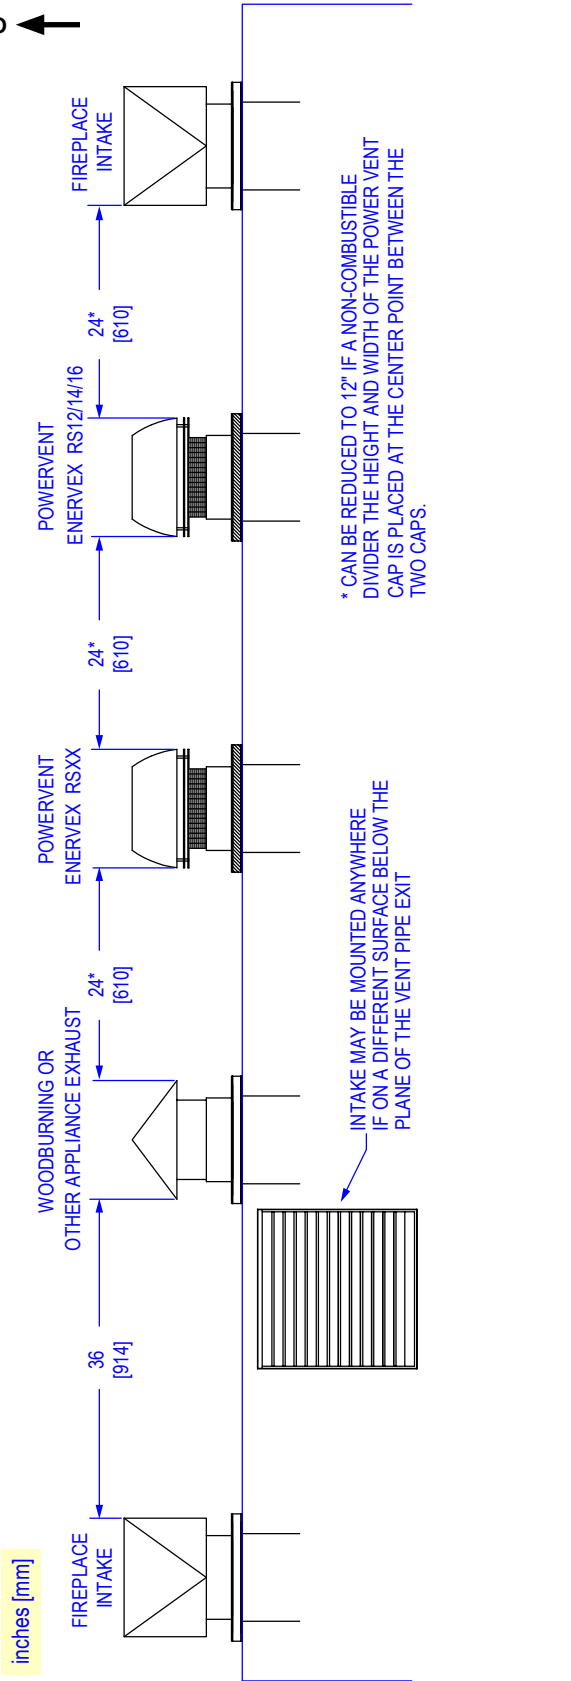 inches [mm]
FIREPLACE
INTAKE
36
[914]
WOODBURNING OR
OTHER APPLIANCE EXHAUST
24*
[610]
POWERVENT
ENERVEX RSXX
24*
[610]
POWERVENT
ENERVEX RS12/14/16
24*
[610]
FIREPLACE
INTAKE
INTAKE MAY BE MOUNTED ANYWHERE
IF ON A DIFFERENT SURFACE BELOW THE
PLANE OF THE VENT PIPE EXIT
* CAN BE REDUCED TO 12" IF A NON-COMBUSTIBLE
DIVIDER THE HEIGHT AND WIDTH OF THE POWER VENT
CAP IS PLACED AT THE CENTER POINT BETWEEN THE
TWO CAPS.